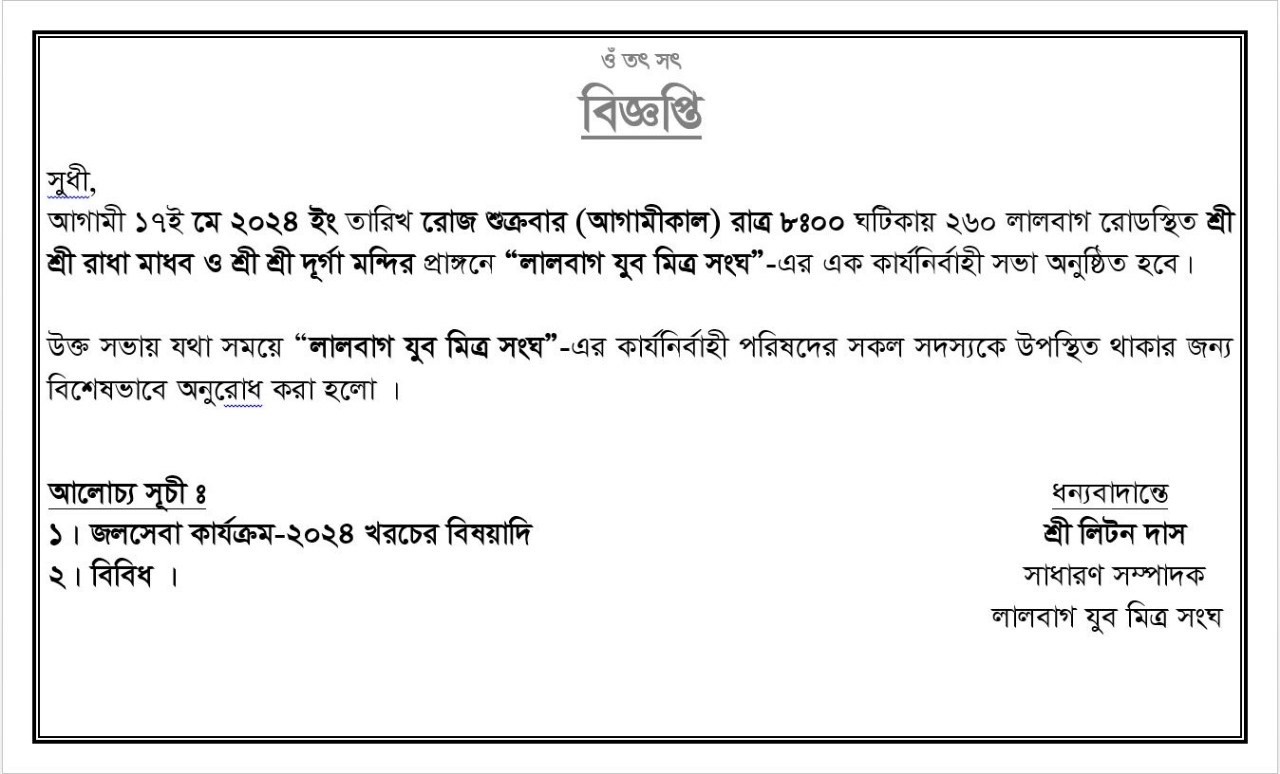 ওঁ তৎ সৎ
বিজ্ঞপ্তি
সুধী,
আগামী ১৭ই মে ২০২৪ ইং তারিখ রোজ শুক্রবার (আগামীকাল) রাত্র ৮ঃ০০ ঘটিকায় ২৬০ লালবাগ রোডস্থিত শ্রী
শ্রী রাধা মাধব ও শ্রী শ্রী দূর্গা মন্দির প্রাঙ্গনে “লালবাগ যুব মিত্র সংঘ”-এর এক কার্যনির্বাহী সভা অনুষ্ঠিত হবে।
উক্ত সভায় যথা সময়ে “লালবাগ যুব মিত্র সংঘ”-এর কার্যনির্বাহী পরিষদের সকল সদস্যকে উপস্থিত থাকার জন্য
বিশেষভাবে অনুরোধ করা হলো ।
আলোচ্য সূচী ঃ
১। জলসেবা কার্যক্রম-২০২৪ খরচের বিষয়াদি
২। বিবিধ ।
ধন্যবাদান্তে
শ্রী লিটন দাস
সাধারণ সম্পাদক
লালবাগ যুব মিত্র সংঘ